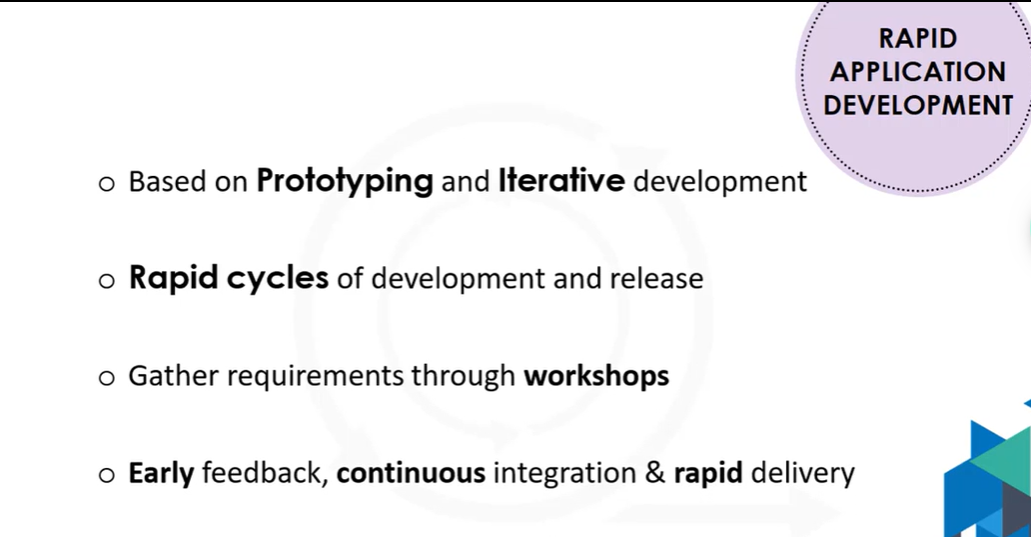 RAPID
APPLICATION
DEVELOPMENT
○ Based on Prototyping and Iterative development
○ Rapid cycles of development and release
○ Gather requirements through workshops
○ Early feedback, continuous integration & rapid delivery